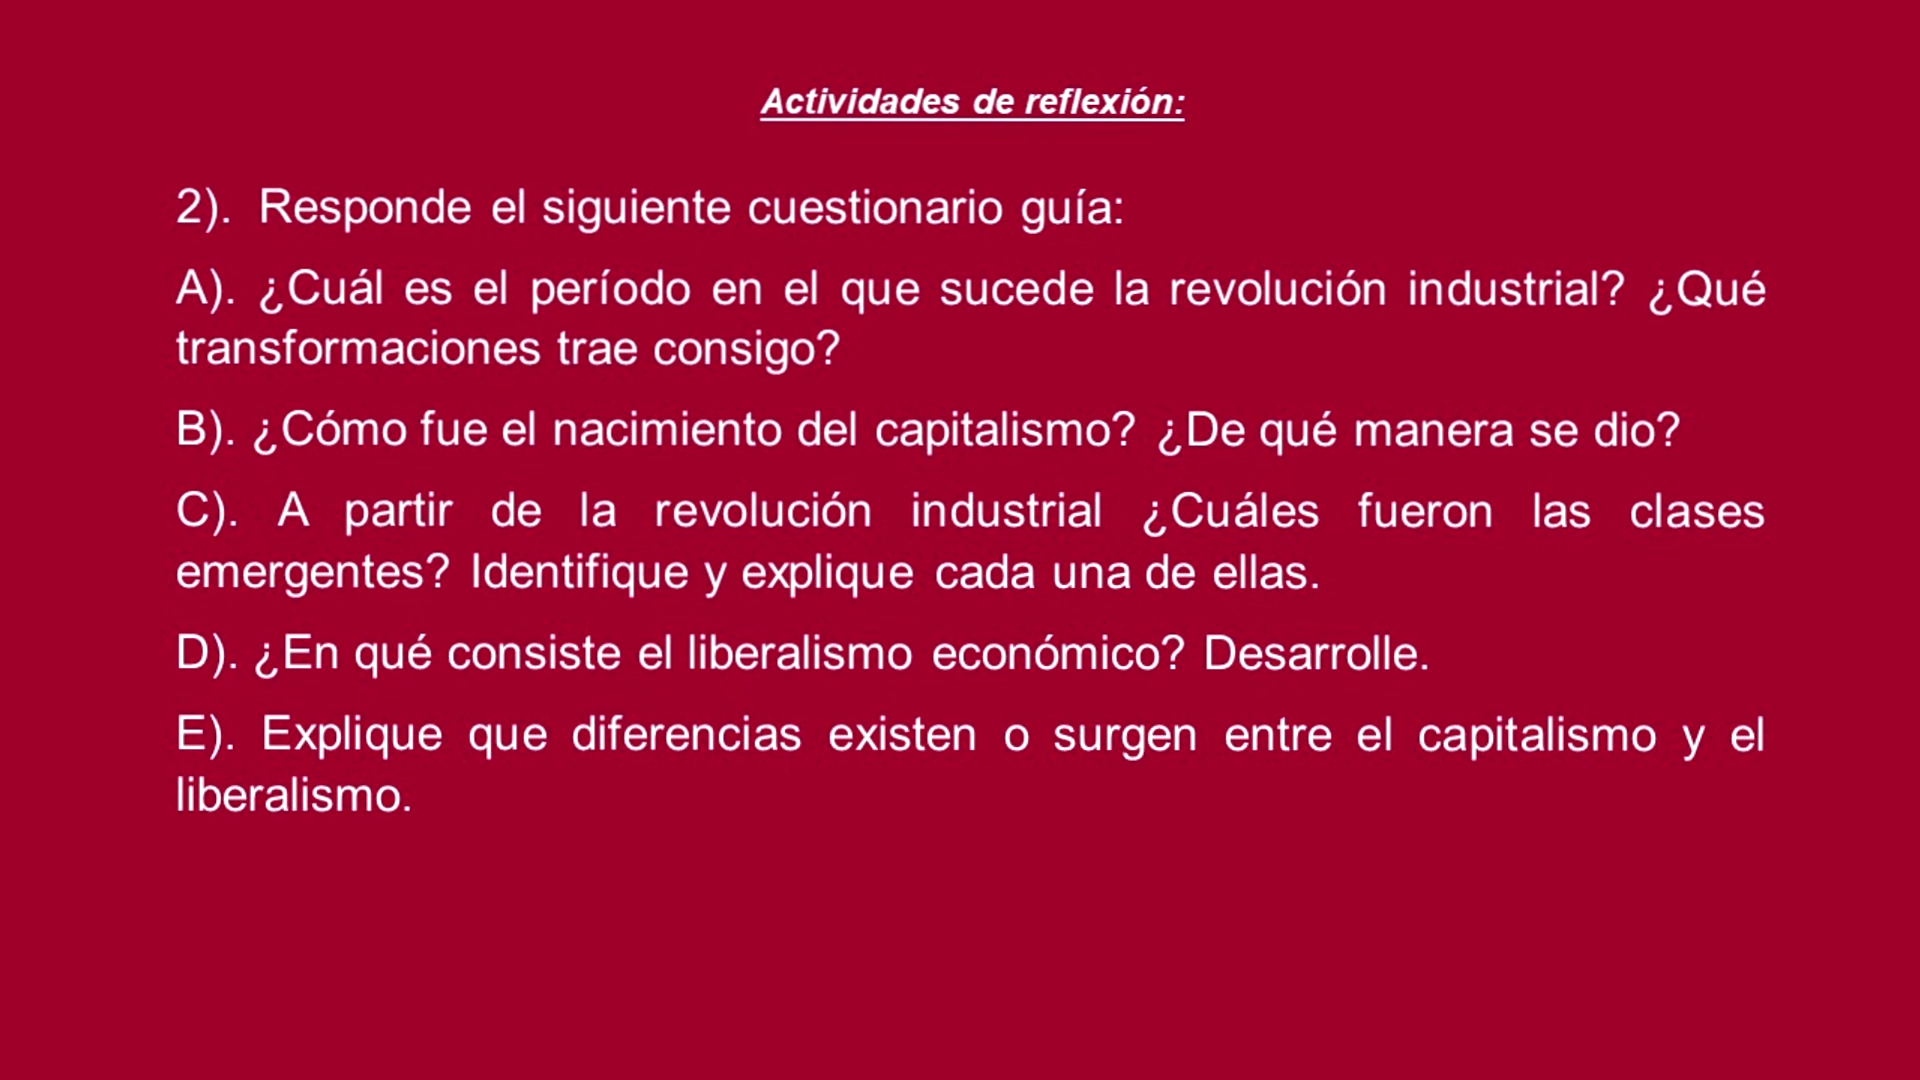 Actividades de reflexión:
2). Responde el siguiente cuestionario guía:
A). ¿Cuál es el período en el que sucede la revolución industrial? ¿Qué
transformaciones trae consigo?
B). ¿Cómo fue el nacimiento del capitalismo? ¿De qué manera se dio?
C). A partir de la revolución industrial ¿Cuáles fueron las clases
emergentes? Identifique y explique cada una de ellas.
D). ¿En qué consiste el liberalismo económico? Desarrolle.
E). Explique que diferencias existen o surgen entre el capitalismo y el
liberalismo.